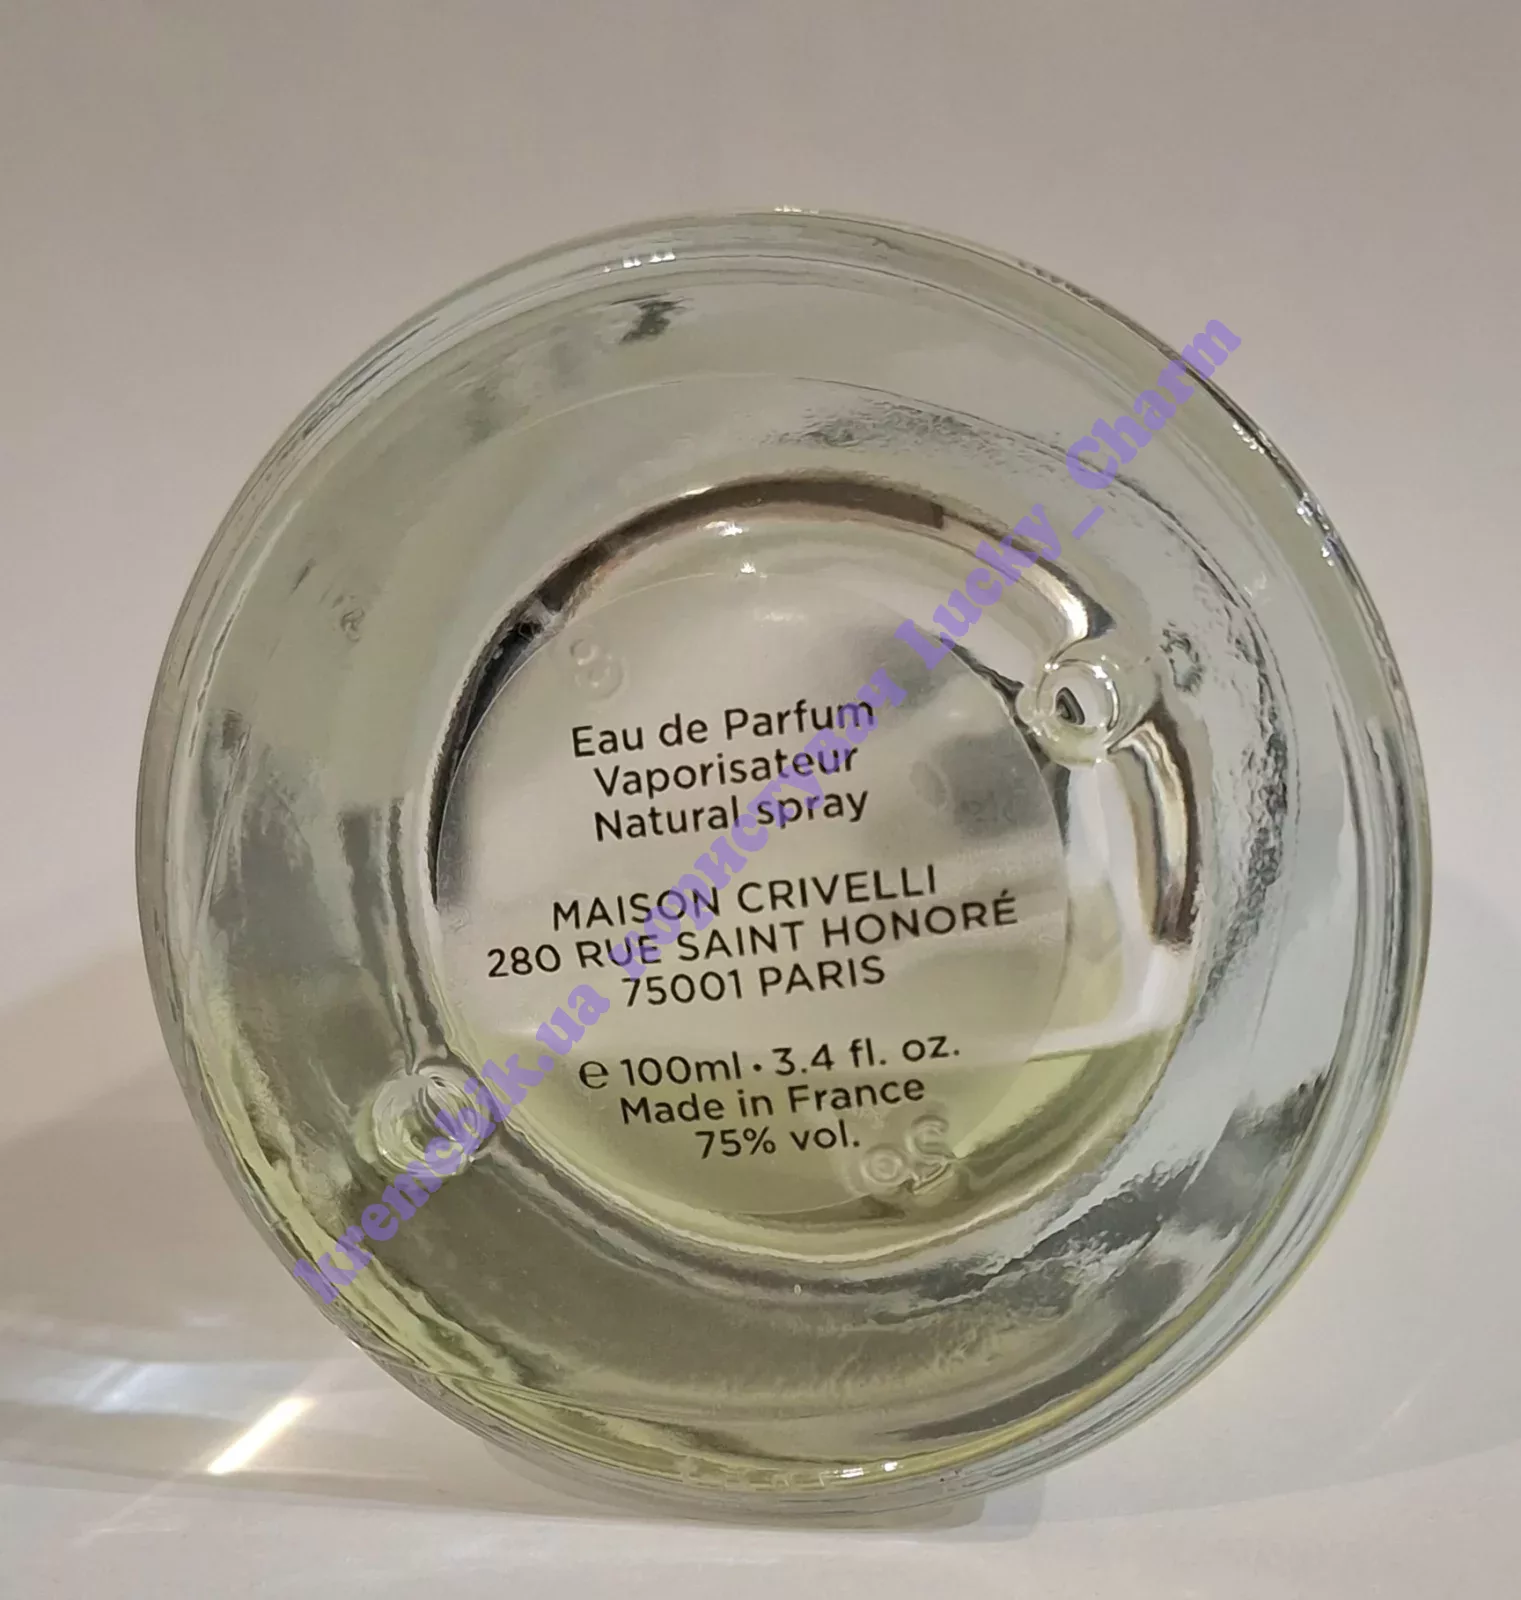 Eau de Parfum
Vaporisateur
Natural spray
MAISON CRIVELLI
280 RUE SAINT HONORÉ
75001 PARIS
℮ 100ml • 3.4 fl. oz.
Made in France
75% vol.
kremchik.ua користувач Lucky_Charm